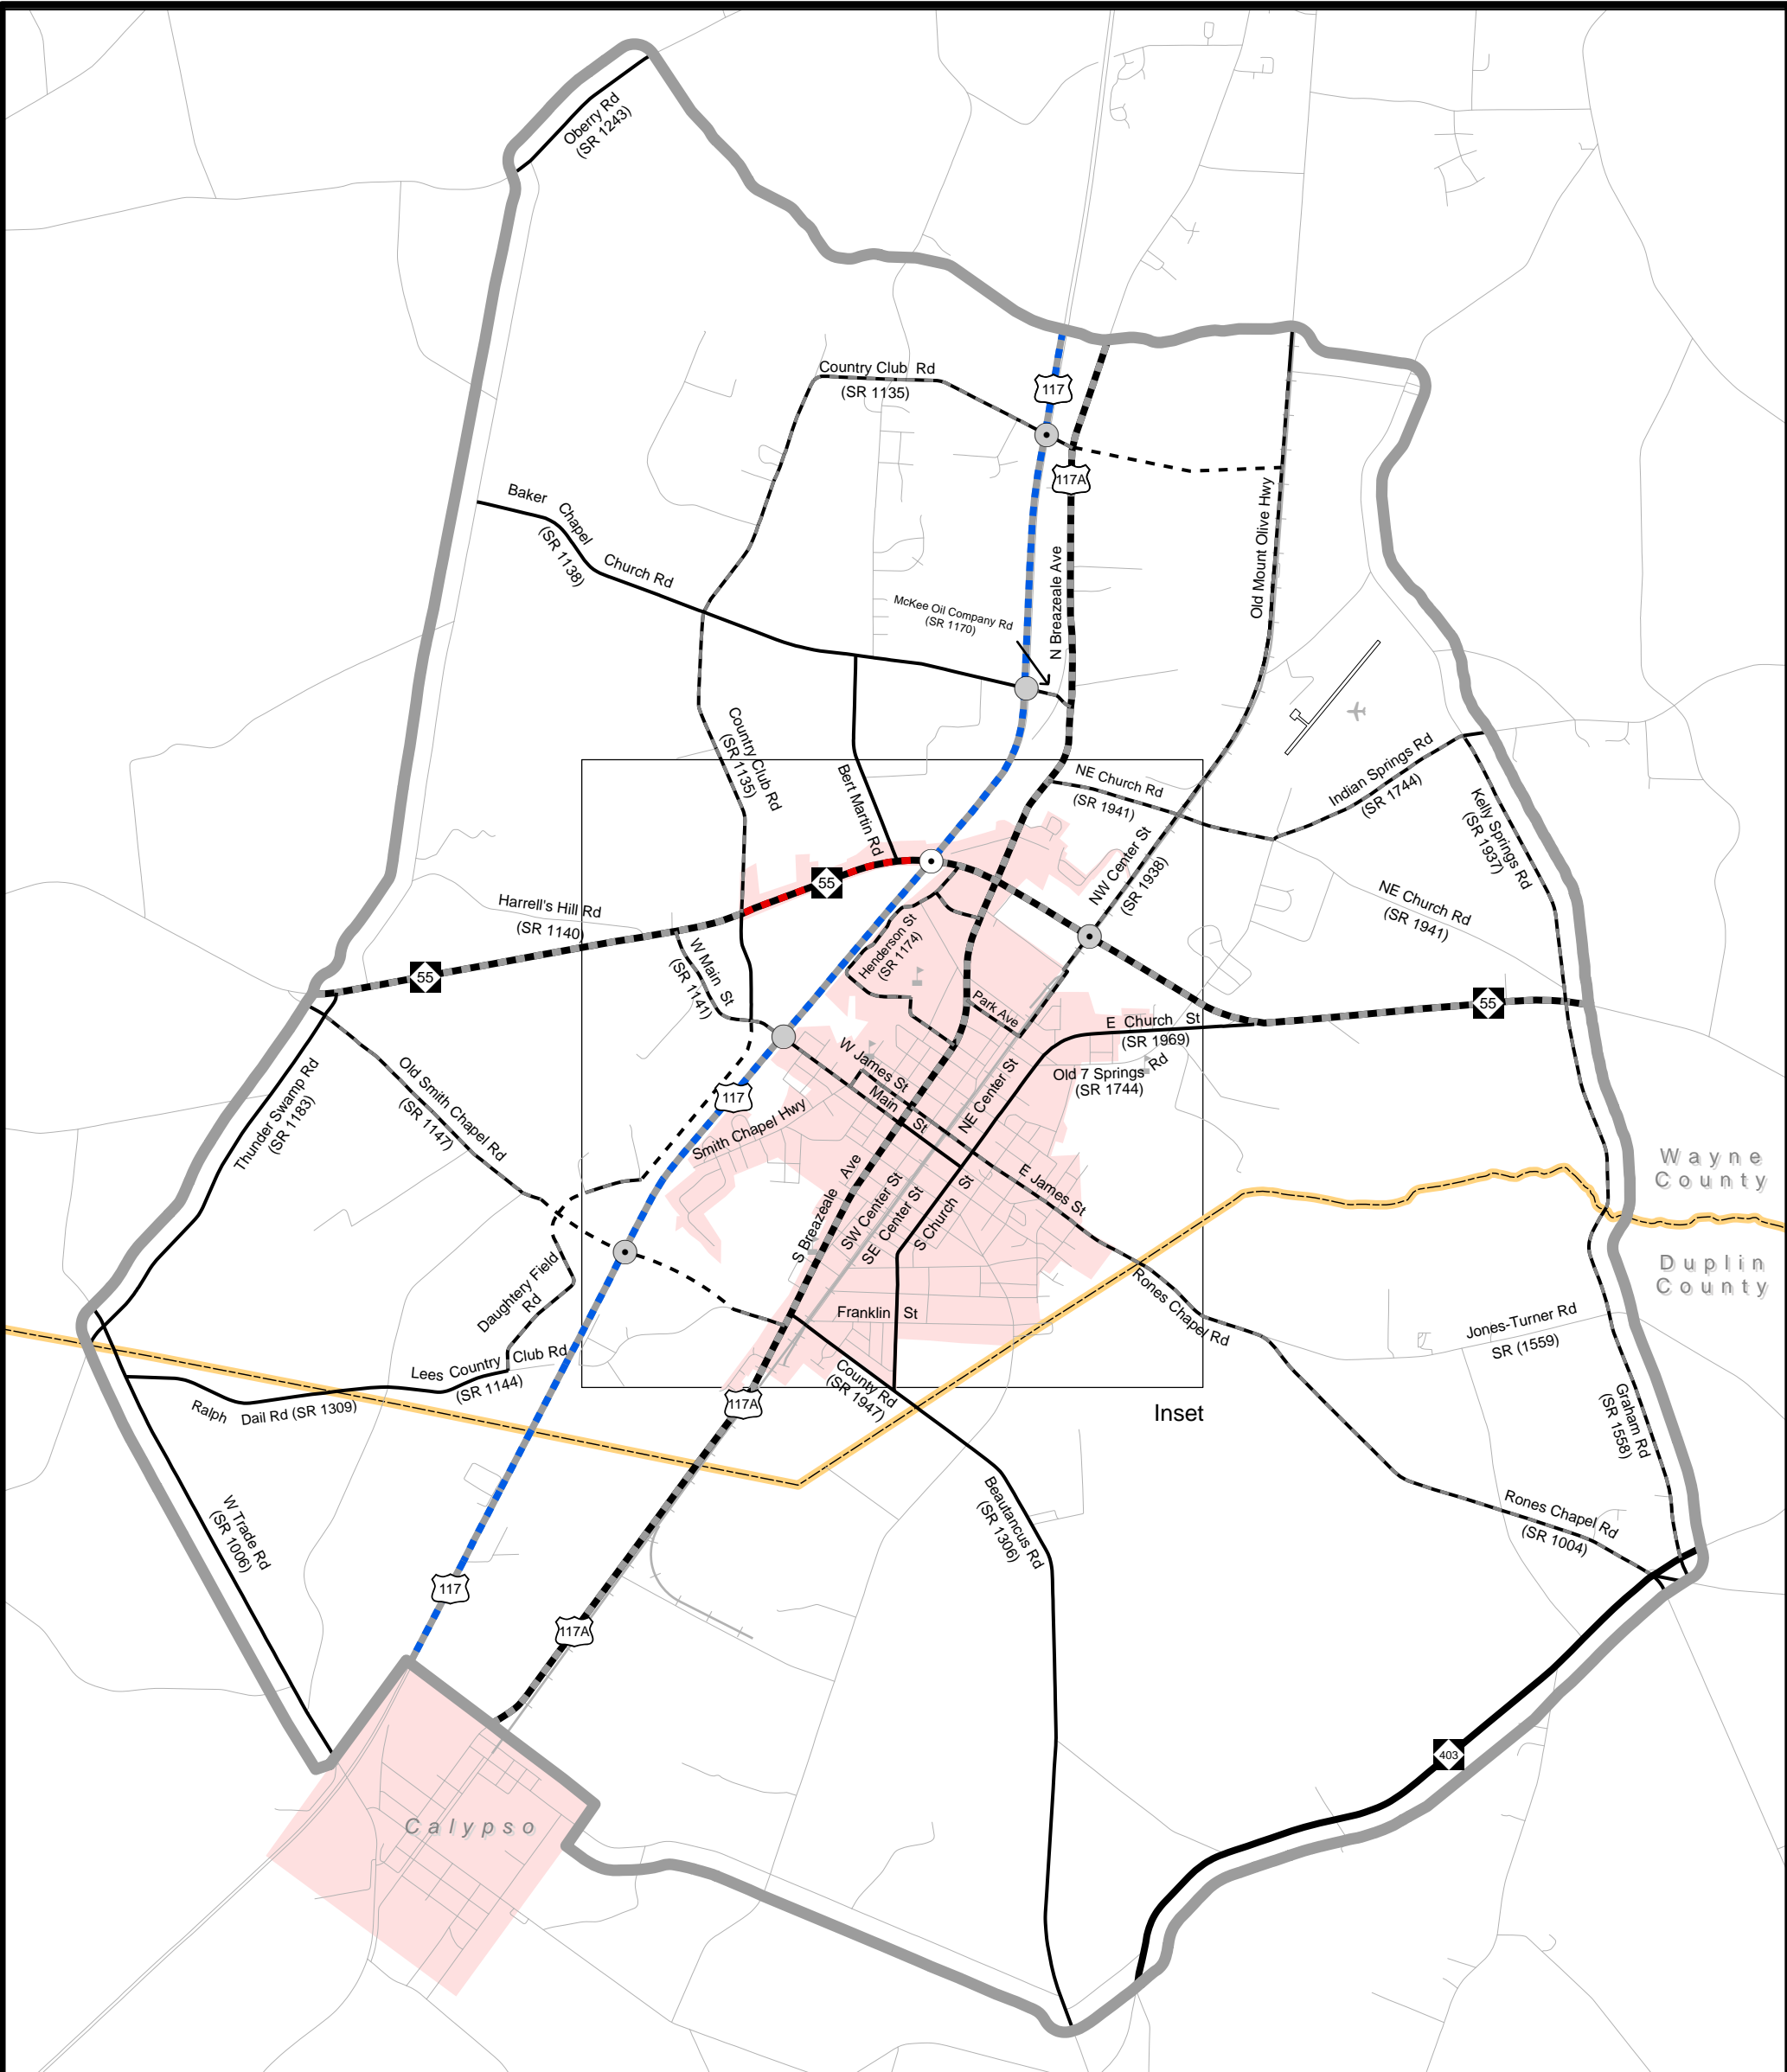 Oberry Rd
(SR 1243)
Country Club Rd
(SR 1135)
117
117A
Baker Chapel Church Rd
(SR 1138)
McKee Oil Company Rd
(SR 1170)
N Breazeale Ave
Old Mount Olive Hwy
Country Club Rd
(SR 1135)
Bert Martin Rd
NE Church Rd
(SR 1941)
Indian Springs Rd
(SR 1744)
Kelly Springs Rd
(SR 1937)
NW Center St
(SR 1938)
55
Harrell's Hill Rd
(SR 1140)
NE Church Rd
(SR 1941)
Henderson St
(SR 1174)
W Main St
(SR 1141)
55
55
Park Ave
E Church St
(SR 1969)
Old 7 Springs Rd
(SR 1744)
W James St
Main St
NE Center St
117
Smith Chapel Hwy
Thunder Swamp Rd
(SR 1183)
Old Smith Chapel Rd
(SR 1147)
Wayne
County
E James St
S Breazeale Ave
SW Center St
SE Center St
S Church St
Duplin
County
Daughtery Field
Rd
Rones Chapel Rd
Franklin St
Jones-Turner Rd
SR (1559)
Lees Country Club Rd
(SR 1144)
County Rd
(SR 1947)
117A
Ralph Dail Rd (SR 1309)
Inset
Graham Rd
(SR 1558)
W Trade Rd
(SR 1006)
Beautancus Rd
(SR 1306)
Rones Chapel Rd
(SR 1004)
117
117A
403
Calypso